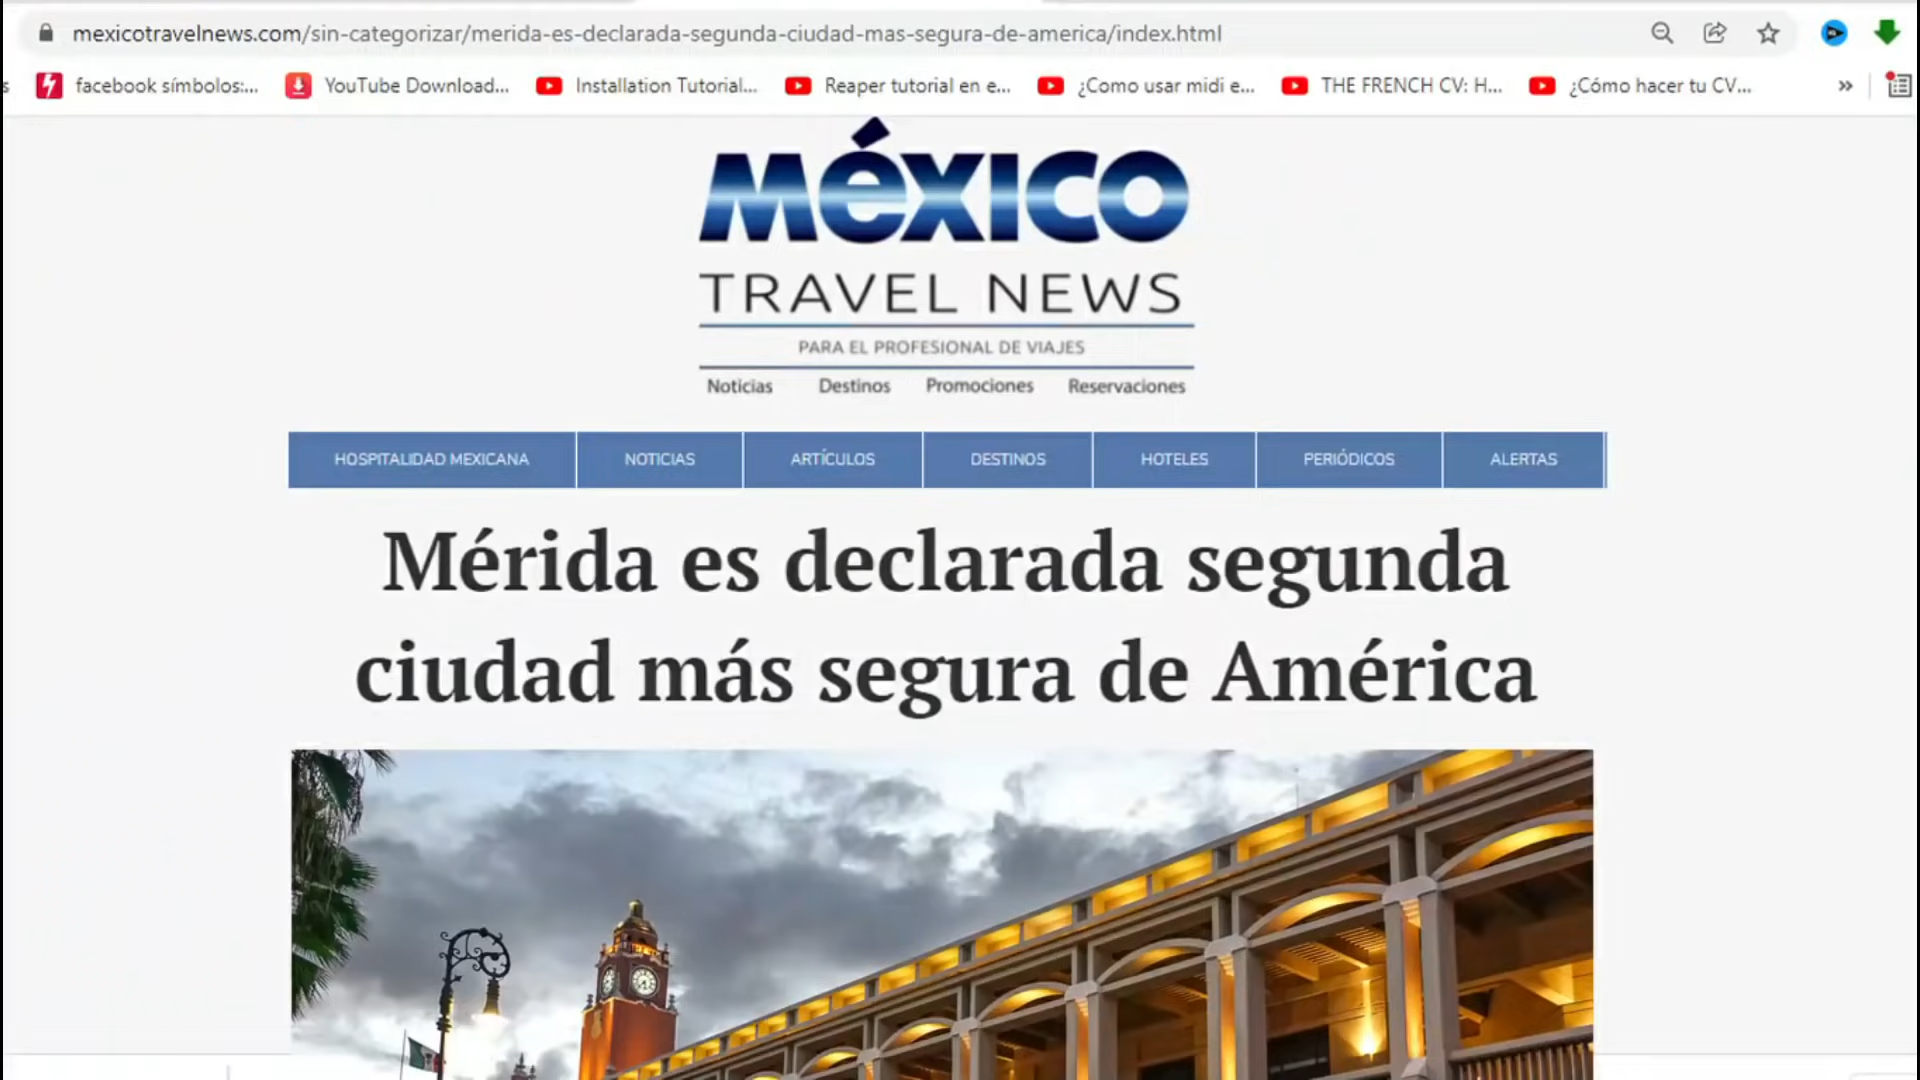 mexicotravelnews.com/sin-categorizar/merida-es-declarada-segunda-ciudad-mas-segura-de-america/index.html
s facebook símbolos:... YouTube Download... Installation Tutorial... Reaper tutorial en e... ¿Como usar midi e... THE FRENCH CV: H... ¿Cómo hacer tu CV... »
MéXICO
TRAVEL NEWS
PARA EL PROFESIONAL DE VIAJES
Noticias Destinos Promociones Reservaciones
HOSPITALIDAD MEXICANA NOTICIAS ARTÍCULOS DESTINOS HOTELES PERIÓDICOS ALERTAS
Mérida es declarada segunda
ciudad más segura de América